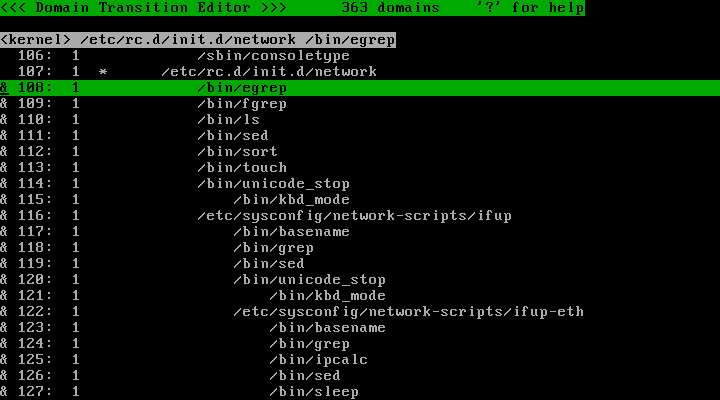 <<< Domain Transition Editor >>>      363 domains    '?' for help
<kernel> /etc/rc.d/init.d/network /bin/egrep
  106:  1             /sbin/consoletype
  107:  1  *      /etc/rc.d/init.d/network
& 108:  1             /bin/egrep
& 109:  1             /bin/fgrep
& 110:  1             /bin/ls
& 111:  1             /bin/sed
& 112:  1             /bin/sort
& 113:  1             /bin/touch
& 114:  1             /bin/unicode_stop
& 115:  1                 /bin/kbd_mode
& 116:  1             /etc/sysconfig/network-scripts/ifup
& 117:  1                 /bin/basename
& 118:  1                 /bin/grep
& 119:  1                 /bin/sed
& 120:  1                 /bin/unicode_stop
& 121:  1                     /bin/kbd_mode
& 122:  1                 /etc/sysconfig/network-scripts/ifup-eth
& 123:  1                     /bin/basename
& 124:  1                     /bin/grep
& 125:  1                     /bin/ipcalc
& 126:  1                     /bin/sed
& 127:  1                     /bin/sleep